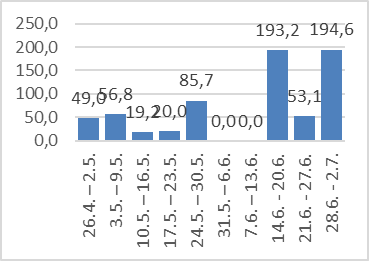 250,0
200,0
150,0
100,0
50,0
0,0
49,0
56,8
19,2
20,0
85,7
0,0
0,0
193,2
53,1
194,6
26.4. – 2.5.
3.5. – 9.5.
10.5. – 16.5.
17.5. – 23.5.
24.5. – 30.5.
31.5. – 6.6.
7.6. – 13.6.
14.6. - 20.6.
21.6. - 27.6.
28.6. - 2.7.